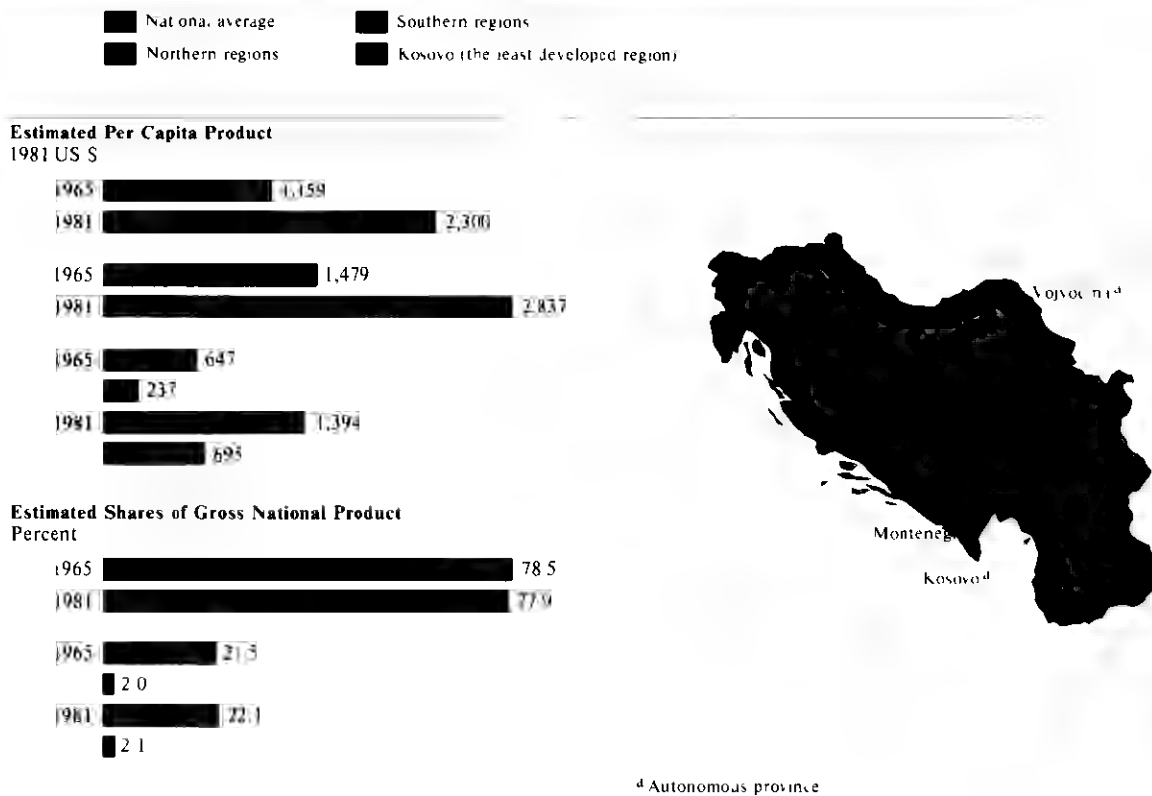 National average
Southern regions
Northern regions
Kosovo (the least developed region)
Estimated Per Capita Product
1981 US $
1965 1,159
1981 2,300
1965 1,479
1981 2,837
1965 647
237
1981 1,394
693
Estimated Shares of Gross National Product
Percent
1965 78.5
1981 77.9
1965 21.5
2.0
1981 22.1
2.1
Vojvodina d
Kosovo d
d Autonomous province